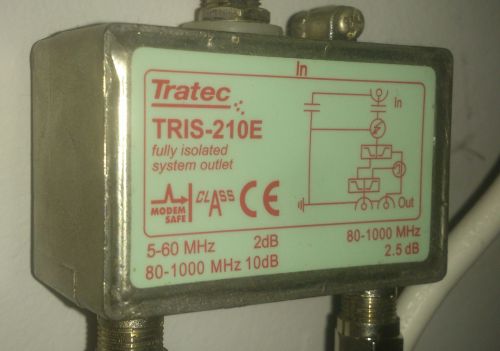 In
Tratec
TRIS-210E
fully isolated
system outlet
In
Out
MODEM
SAFE
CLASS
A
CE
5-60 MHz 2dB
80-1000 MHz 10dB
80-1000 MHz
2.5 dB